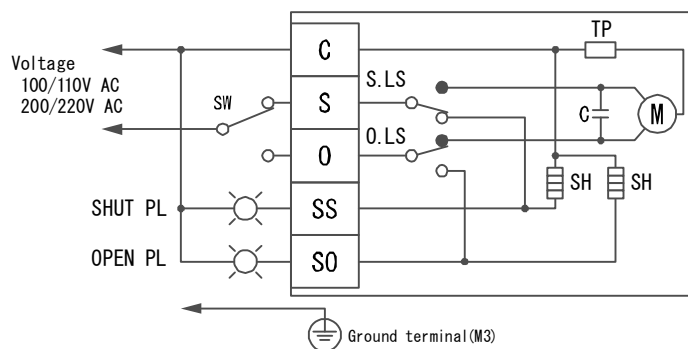 TP
C
Voltage
100/110V AC
200/220V AC
S.LS
SW
S
C
M
O.LS
O
SH
SH
SHUT PL
SS
OPEN PL
SO
Ground terminal(M3)